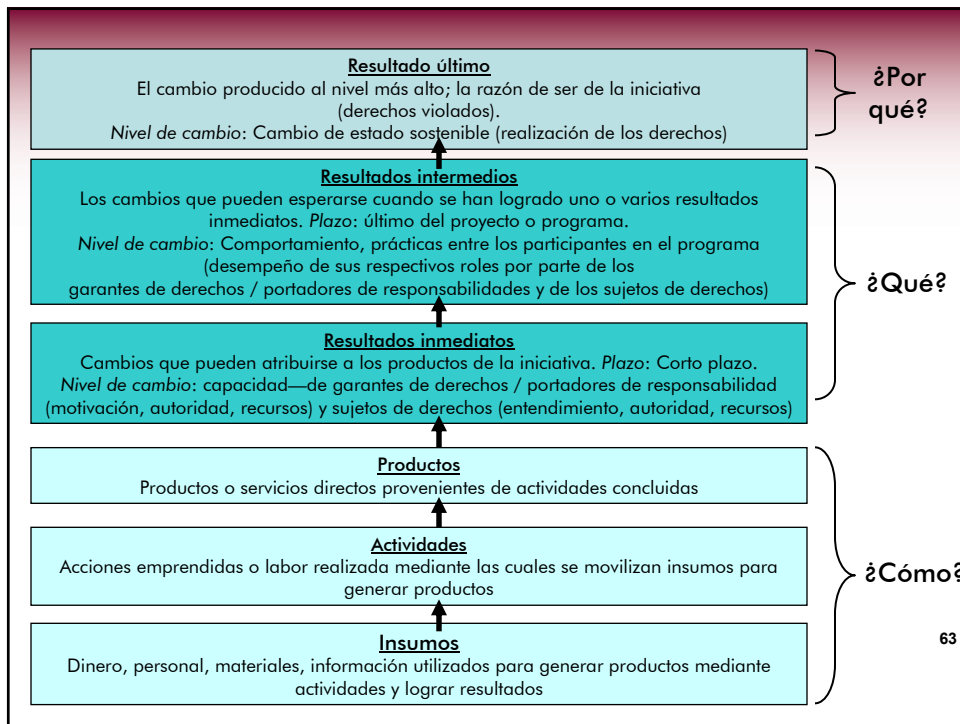 Resultado último
El cambio producido al nivel más alto; la razón de ser de la iniciativa
(derechos violados).
Nivel de cambio: Cambio de estado sostenible (realización de los derechos)
¿Por
qué?
Resultados intermedios
Los cambios que pueden esperarse cuando se han logrado uno o varios resultados
inmediatos. Plazo: último del proyecto o programa.
Nivel de cambio: Comportamiento, prácticas entre los participantes en el programa
(desempeño de sus respectivos roles por parte de los
garantes de derechos / portadores de responsabilidades y de los sujetos de derechos)
¿Qué?
Resultados inmediatos
Cambios que pueden atribuirse a los productos de la iniciativa. Plazo: Corto plazo.
Nivel de cambio: capacidad—de garantes de derechos / portadores de responsabilidad
(motivación, autoridad, recursos) y sujetos de derechos (entendimiento, autoridad, recursos)
Productos
Productos o servicios directos provenientes de actividades concluidas
Actividades
Acciones emprendidas o labor realizada mediante las cuales se movilizan insumos para
generar productos
¿Cómo?
Insumos
Dinero, personal, materiales, información utilizados para generar productos mediante
actividades y lograr resultados
63